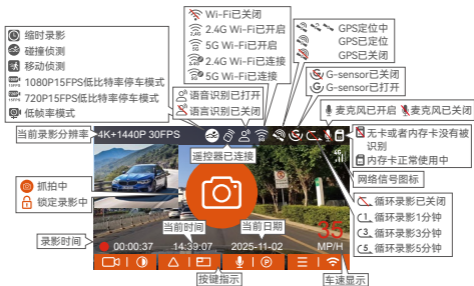 缩时录影
碰撞侦测
移动侦测
1080P15FPS低比特率停车模式
720P15FPS低比特率停车模式
低帧率模式
Wi-Fi已关闭
2.4G Wi-Fi已开启
5G Wi-Fi已开启
2.4G Wi-Fi已连接
5G Wi-Fi已连接
GPS定位中
GPS已定位
GPS已关闭
G-sensor已关闭
G-sensor已打开
语音识别已打开
语音识别已关闭
麦克风已开启
麦克风已关闭
当前录影分辨率
4K+1440P 30FPS
遥控器已连接
无卡或者内存卡没有被
识别
内存卡正常使用中
4G
网络信号图标
抓拍中
锁定录影中
循环录影已关闭
循环录影1分钟
循环录影3分钟
循环录影5分钟
当前时间
当前日期
35
录影时间
00:00:37
14:39:07
2025-11-02
MP/H
按键指示
车速显示